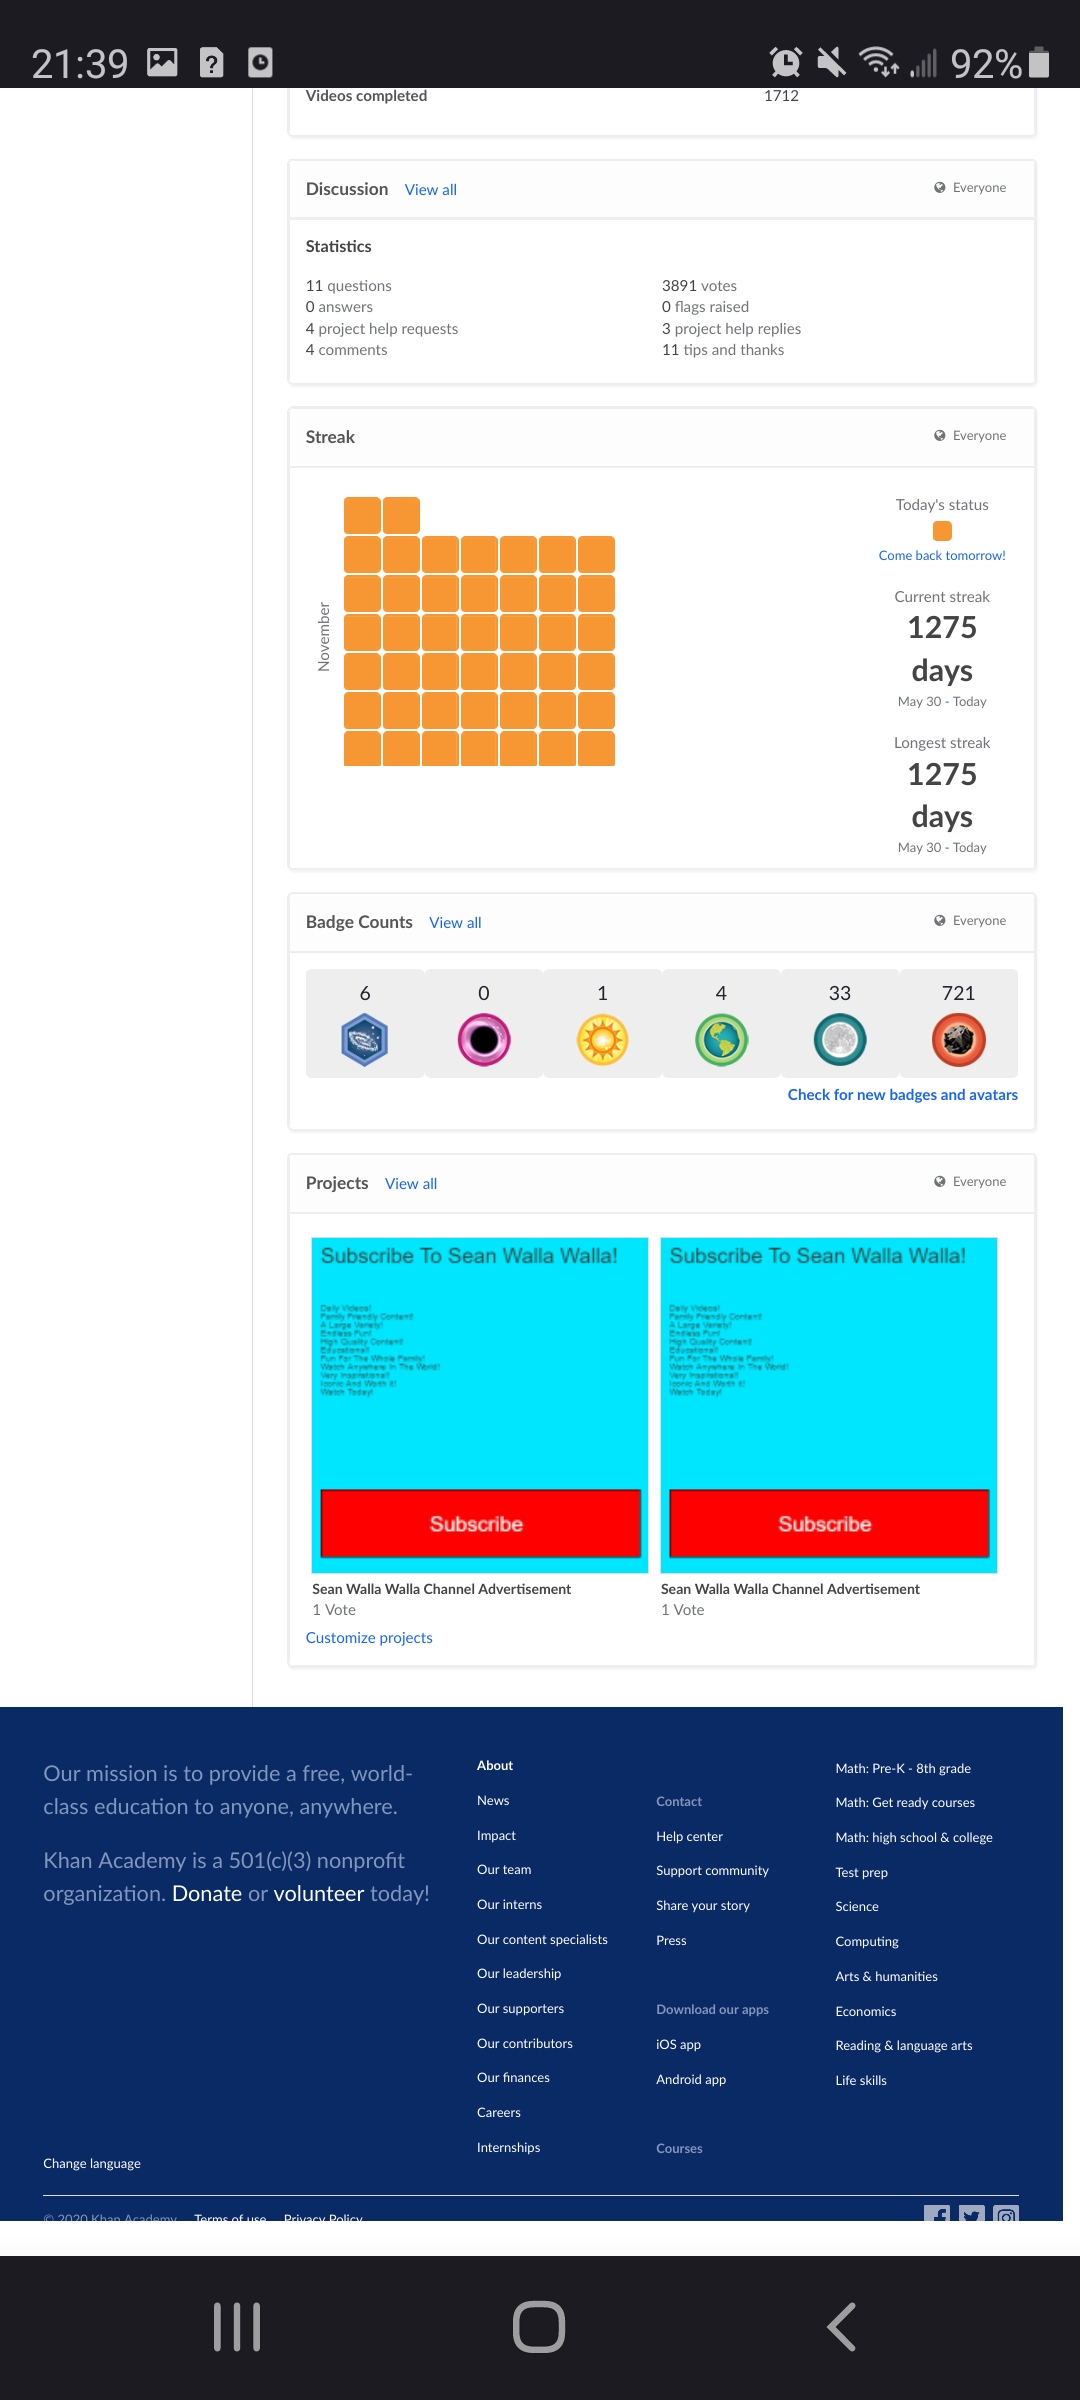 21:39
92%
Videos completed 1712
Discussion View all Everyone
Statistics
11 questions
0 answers
4 project help requests
4 comments
3891 votes
0 flags raised
3 project help replies
11 tips and thanks
Streak Everyone
November
Today's status
Come back tomorrow!
Current streak
1275
days
May 30 - Today
Longest streak
1275
days
May 30 - Today
Badge Counts View all Everyone
6 0 1 4 33 721
Check for new badges and avatars
Projects View all Everyone
Subscribe To Sean Walla Walla!
Daily Videos!
Family Friendly Content!
A Large Variety!
Endless Fun!
High Quality Content!
Educational!
Fun For The Whole Family!
Watch Anywhere In The World!
Very Inspirational!
Iconic And Worth It!
Watch Today!
Subscribe
Sean Walla Walla Channel Advertisement
1 Vote
Subscribe To Sean Walla Walla!
Daily Videos!
Family Friendly Content!
A Large Variety!
Endless Fun!
High Quality Content!
Educational!
Fun For The Whole Family!
Watch Anywhere In The World!
Very Inspirational!
Iconic And Worth It!
Watch Today!
Subscribe
Sean Walla Walla Channel Advertisement
1 Vote
Customize projects
Our mission is to provide a free, world-
class education to anyone, anywhere.
Khan Academy is a 501(c)(3) nonprofit
organization. Donate or volunteer today!
Change language
About
News
Impact
Our team
Our interns
Our content specialists
Our leadership
Our supporters
Our contributors
Our finances
Careers
Internships
Contact
Help center
Support community
Share your story
Press
Download our apps
iOS app
Android app
Courses
Math: Pre-K - 8th grade
Math: Get ready courses
Math: high school & college
Test prep
Science
Computing
Arts & humanities
Economics
Reading & language arts
Life skills
© 2020 Khan Academy Terms of use Privacy Policy